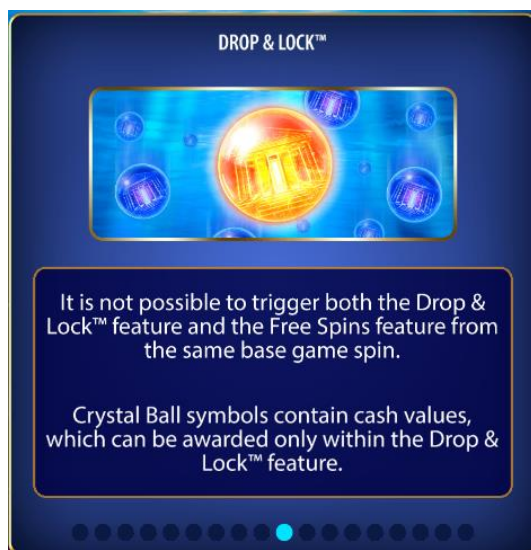 DROP & LOCK™
It is not possible to trigger both the Drop &
Lock™ feature and the Free Spins feature from
the same base game spin.
Crystal Ball symbols contain cash values,
which can be awarded only within the Drop &
Lock™ feature.